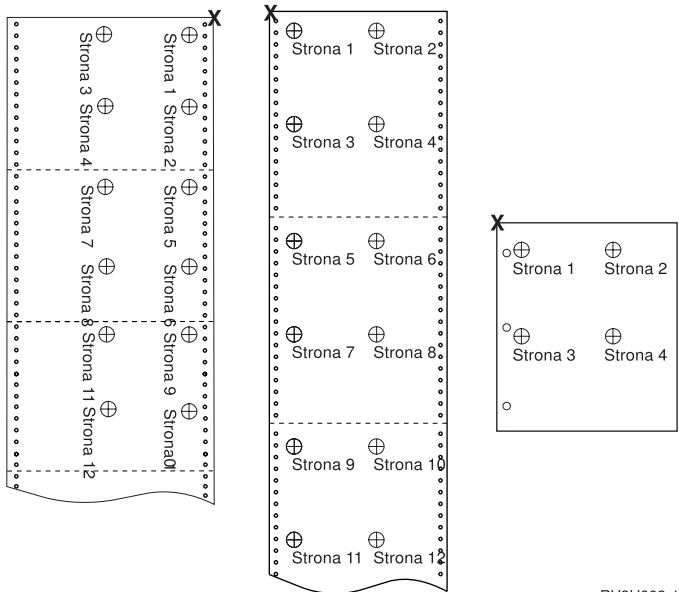 X
Strona 1
Strona 3
Strona 2
Strona 4
Strona 5
Strona 7
Strona 6
Strona 8
Strona 9
Strona 11
Strona
Strona 12
X
Strona 1 Strona 2
Strona 3 Strona 4
Strona 5 Strona 6
Strona 7 Strona 8
Strona 9 Strona 10
Strona 11 Strona 12
X
Strona 1 Strona 2
Strona 3 Strona 4